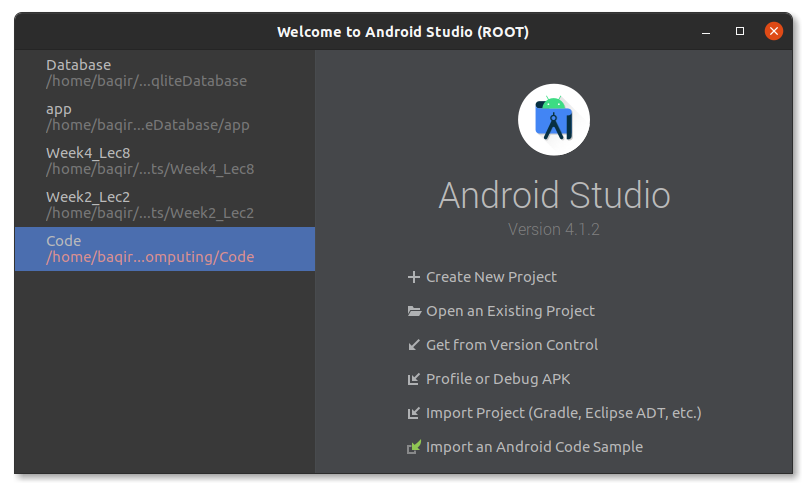 Welcome to Android Studio (ROOT)
Database
/home/baqir/...qliteDatabase
app
/home/baqir...eDatabase/app
Week4_Lec8
/home/baqir/...ts/Week4_Lec8
Week2_Lec2
/home/baqir/...ts/Week2_Lec2
Code
/home/baqir...omputing/Code
Android Studio
Version 4.1.2
Create New Project
Open an Existing Project
Get from Version Control
Profile or Debug APK
Import Project (Gradle, Eclipse ADT, etc.)
Import an Android Code Sample